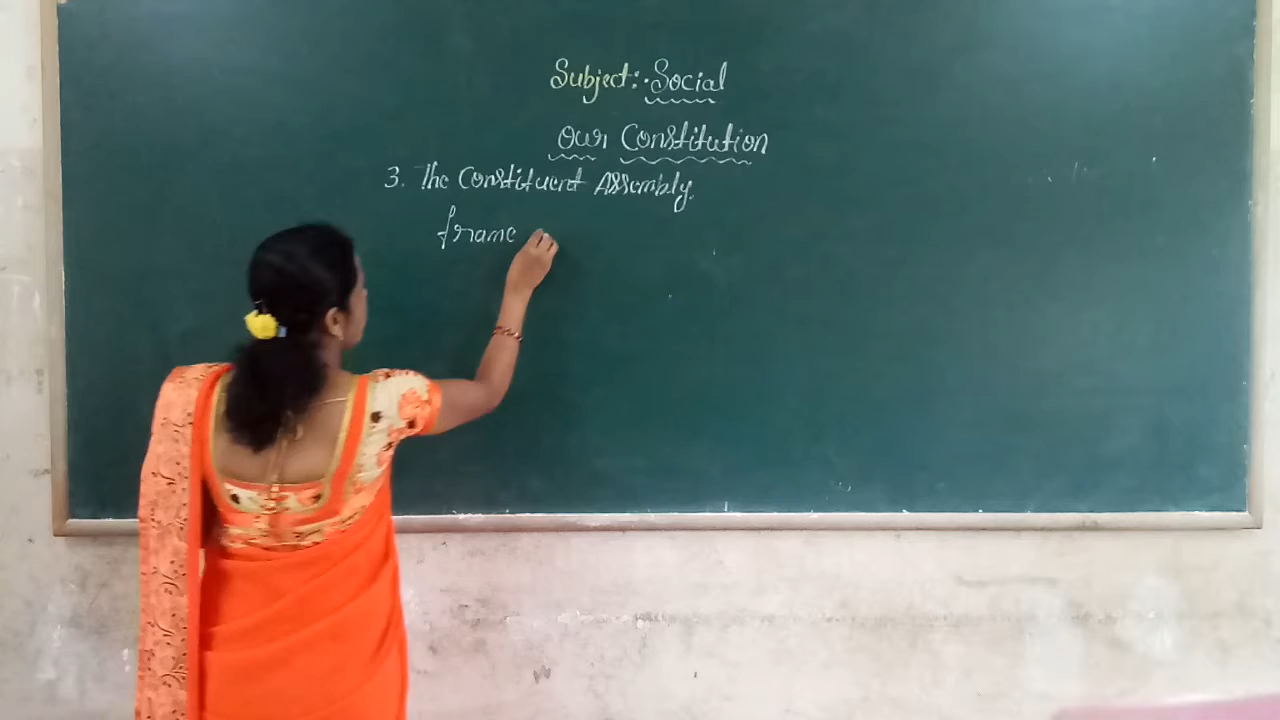 Subject:- Social
Our Constitution
3. The Constituent Assembly.
frame